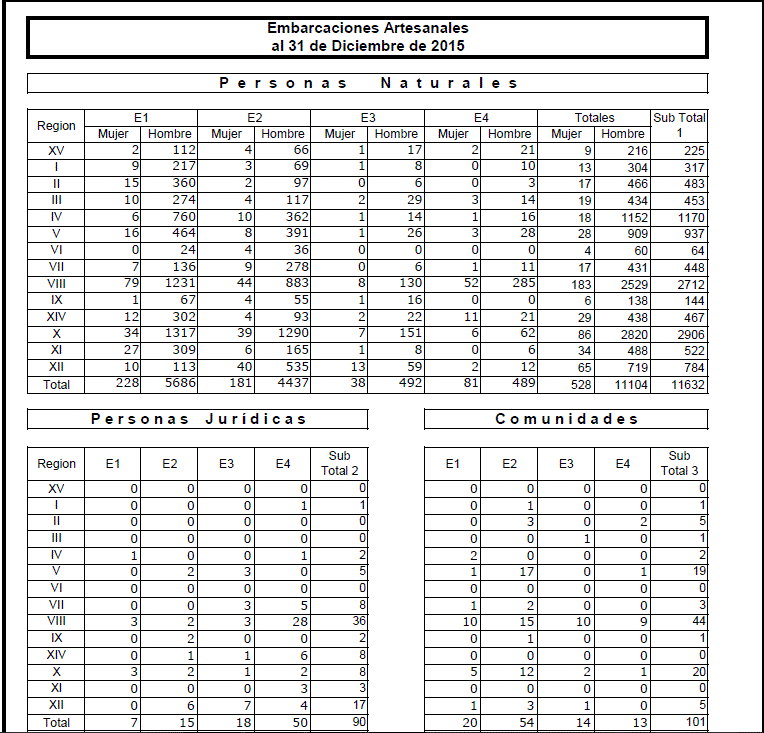 Embarcaciones Artesanales
al 31 de Diciembre de 2015
Personas Naturales
Region E1 E2 E3 E4 Totales Sub Total 1
Mujer Hombre Mujer Hombre Mujer Hombre Mujer Hombre Mujer Hombre
XV 2 112 4 66 1 17 2 21 9 216 225
I 9 217 3 69 1 8 0 10 13 304 317
II 15 360 2 97 0 6 0 3 17 466 483
III 10 274 4 117 2 29 3 14 19 434 453
IV 6 760 10 362 1 14 1 16 18 1152 1170
V 16 464 8 391 1 26 3 28 28 909 937
VI 0 24 4 36 0 0 0 0 4 60 64
VII 7 136 9 278 0 6 1 11 17 431 448
VIII 79 1231 44 883 8 130 52 285 183 2529 2712
IX 1 67 4 55 1 16 0 0 6 138 144
XIV 12 302 4 93 2 22 11 21 29 438 467
X 34 1317 39 1290 7 151 6 62 86 2820 2906
XI 27 309 6 165 1 8 0 6 34 488 522
XII 10 113 40 535 13 59 2 12 65 719 784
Total 228 5686 181 4437 38 492 81 489 528 11104 11632
Personas Jurídicas
Region E1 E2 E3 E4 Sub Total 2
XV 0 0 0 0 0
I 0 0 0 1 1
II 0 0 0 0 0
III 0 0 0 0 0
IV 1 0 0 1 2
V 0 2 3 0 5
VI 0 0 0 0 0
VII 0 0 3 5 8
VIII 3 2 3 28 36
IX 0 2 0 0 2
XIV 0 1 1 6 8
X 3 2 1 2 8
XI 0 0 0 3 3
XII 0 6 7 4 17
Total 7 15 18 50 90
Comunidades
E1 E2 E3 E4 Sub Total 3
0 0 0 0 0
0 1 0 0 1
0 3 0 2 5
0 0 1 0 1
2 0 0 0 2
1 17 0 1 19
0 0 0 0 0
1 2 0 0 3
10 15 10 9 44
0 1 0 0 1
0 0 0 0 0
5 12 2 1 20
0 0 0 0 0
1 3 1 0 5
20 54 14 13 101